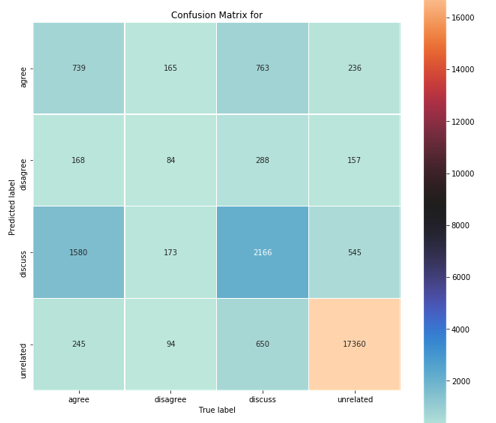 Confusion Matrix for
16000
14000
12000
10000
8000
6000
4000
2000
Predicted label
agree
disagree
discuss
unrelated
739 165 763 236
168 84 288 157
1580 173 2166 545
245 94 650 17360
agree disagree discuss unrelated
True label